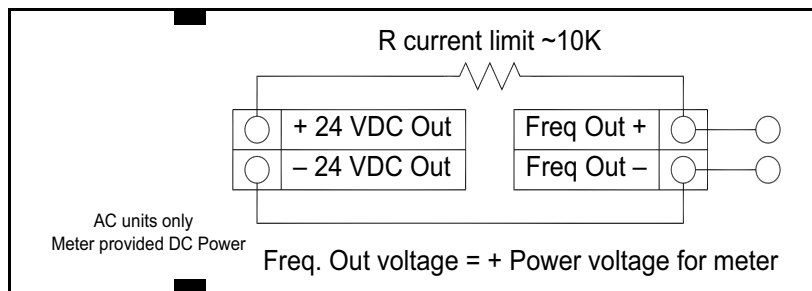 R current limit ~10K
+ 24 VDC Out
Freq Out +
– 24 VDC Out
Freq Out –
AC units only
Meter provided DC Power
Freq. Out voltage = + Power voltage for meter